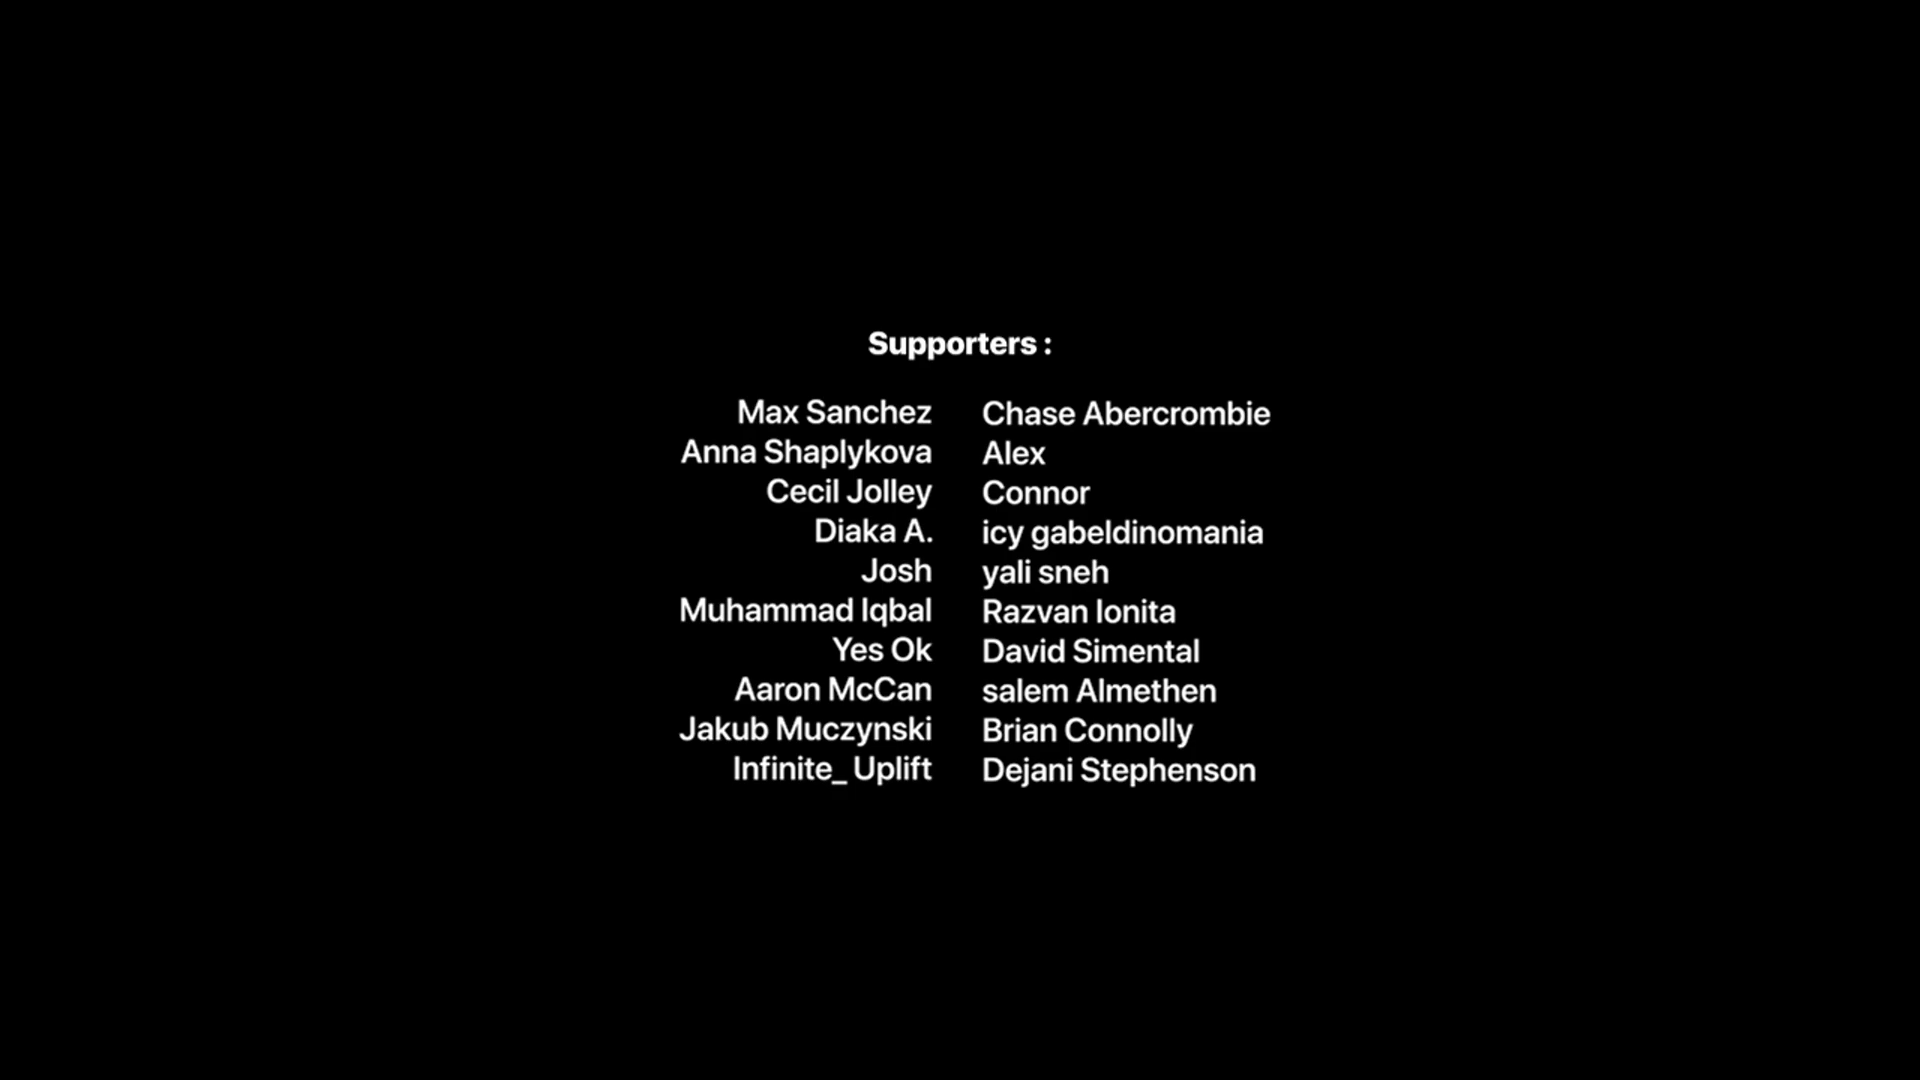 Supporters :
Max Sanchez Chase Abercrombie
Anna Shaplykova Alex
Cecil Jolley Connor
Diaka A. icy gabeldinomania
Josh yali sneh
Muhammad Iqbal Razvan Ionita
Yes Ok David Simental
Aaron McCan salem Almethen
Jakub Muczynski Brian Connolly
Infinite_ Uplift Dejani Stephenson